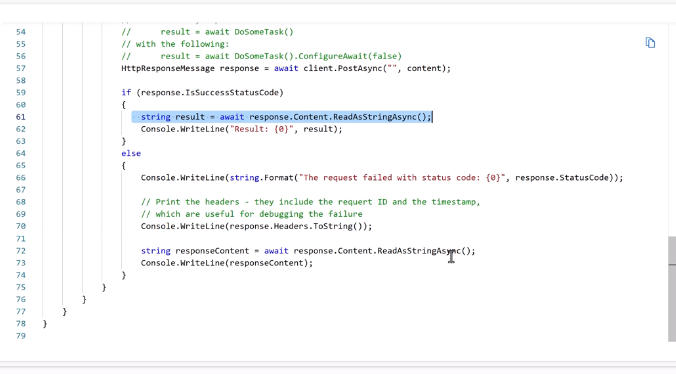 54 //      result = await DoSomeTask()
55 // with the following:
56 //      result = await DoSomeTask().ConfigureAwait(false)
57 HttpResponseMessage response = await client.PostAsync("", content);
58
59 if (response.IsSuccessStatusCode)
60 {
61     string result = await response.Content.ReadAsStringAsync();
62     Console.WriteLine("Result: {0}", result);
63 }
64 else
65 {
66     Console.WriteLine(string.Format("The request failed with status code: {0}", response.StatusCode));
67
68     // Print the headers - they include the requert ID and the timestamp,
69     // which are useful for debugging the failure
70     Console.WriteLine(response.Headers.ToString());
71
72     string responseContent = await response.Content.ReadAsStringAsync();
73     Console.WriteLine(responseContent);
74 }
75 }
76 }
77 }
78 }
79